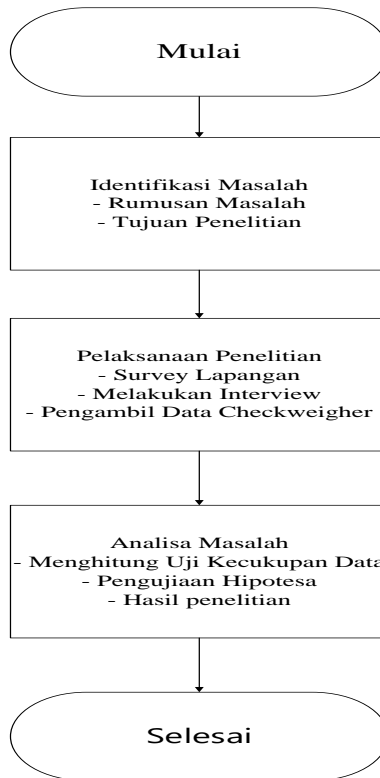 Mulai
Identifikasi Masalah
- Rumusan Masalah
- Tujuan Penelitian
Pelaksanaan Penelitian
- Survey Lapangan
- Melakukan Interview
- Pengambil Data Checkweigher
Analisa Masalah
- Menghitung Uji Kecukupan Data
- Pengujiaan Hipotesa
- Hasil penelitian
Selesai